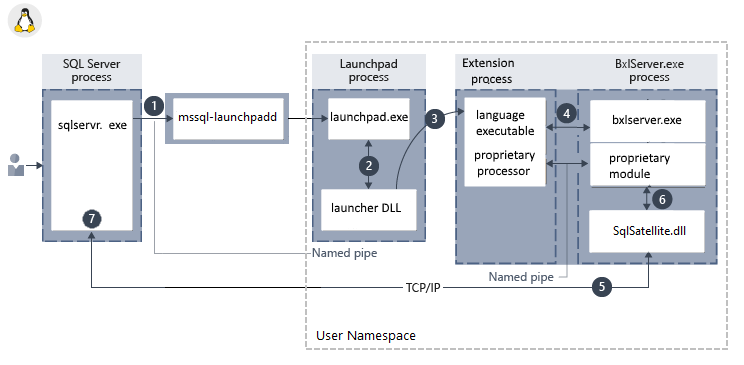 SQL Server
process
Launchpad
process
Extension
process
BxlServer.exe
process
1
mssql-launchpadd
sqlservr. exe
launchpad.exe
3
language
executable
4
bxlserver.exe
2
proprietary
processor
proprietary
module
6
launcher DLL
7
SqlSatellite.dll
Named pipe
Named pipe
TCP/IP
5
User Namespace